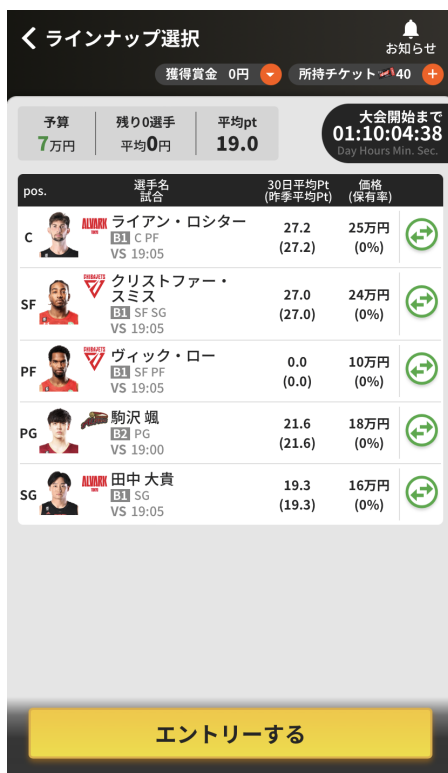 ラインナップ選択
お知らせ
獲得賞金 0円
所持チケット 40
予算
7万円
残り0選手
平均0円
平均pt
19.0
大会開始まで
01:10:04:38
Day Hours Min. Sec.
pos.
選手名
試合
30日平均Pt
(昨季平均Pt)
価格
(保有率)
C
ALVARK
ライアン・ロシター
B1 C PF
VS 19:05
27.2
(27.2)
25万円
(0%)
SF
CHIBAJETS
クリストファー・
スミス
B1 SF SG
VS 19:05
27.0
(27.0)
24万円
(0%)
PF
CHIBAJETS
ヴィック・ロー
B1 SF PF
VS 19:05
0.0
(0.0)
10万円
(0%)
PG
駒沢 颯
B2 PG
VS 19:00
21.6
(21.6)
18万円
(0%)
SG
ALVARK
田中 大貴
B1 SG
VS 19:05
19.3
(19.3)
16万円
(0%)
エントリーする